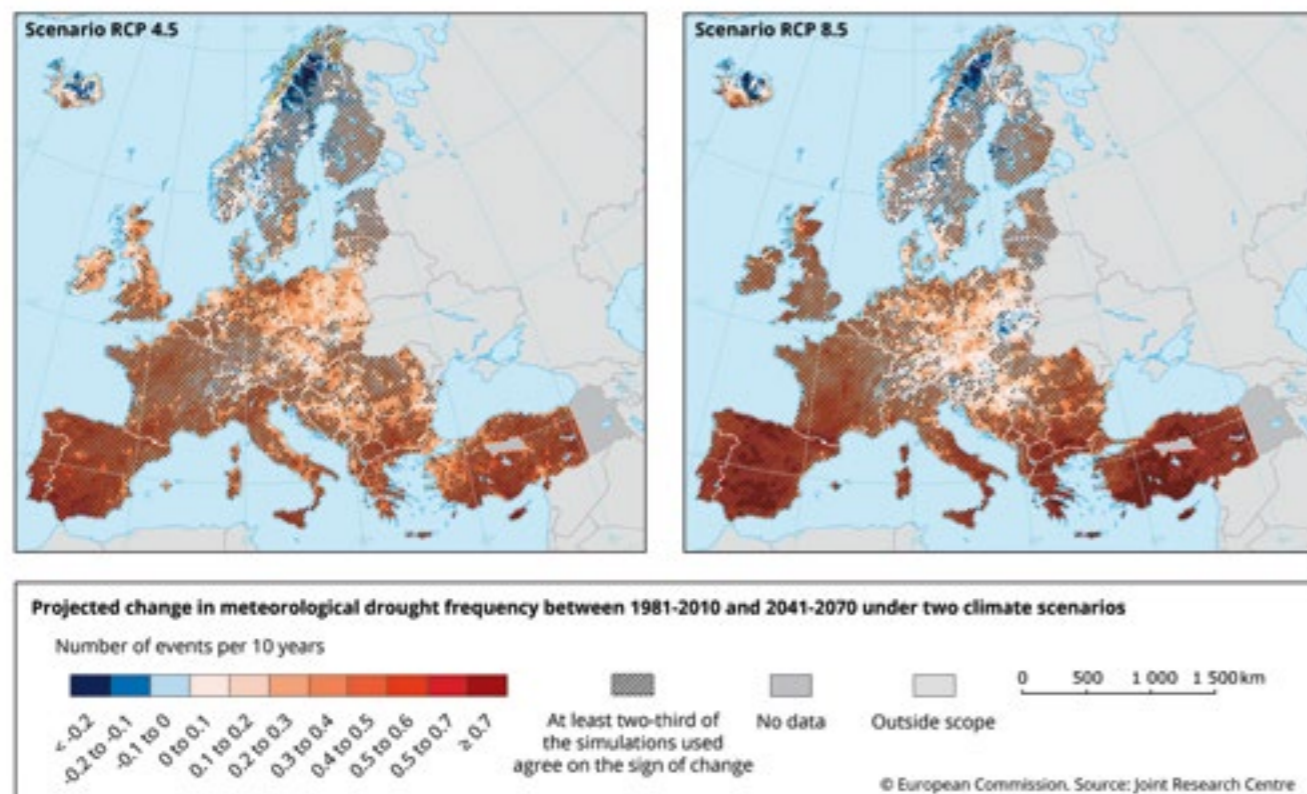 Scenario RCP 4.5
Scenario RCP 8.5
Projected change in meteorological drought frequency between 1981-2010 and 2041-2070 under two climate scenarios
Number of events per 10 years
< -0.2
-0.2 to -0.1
-0.1 to 0
0 to 0.1
0.1 to 0.2
0.2 to 0.3
0.3 to 0.4
0.4 to 0.5
0.5 to 0.6
0.5 to 0.7
≥ 0.7
At least two-third of
the simulations used
agree on the sign of change
No data
Outside scope
0 500 1 000 1 500 km
© European Commission. Source: Joint Research Centre